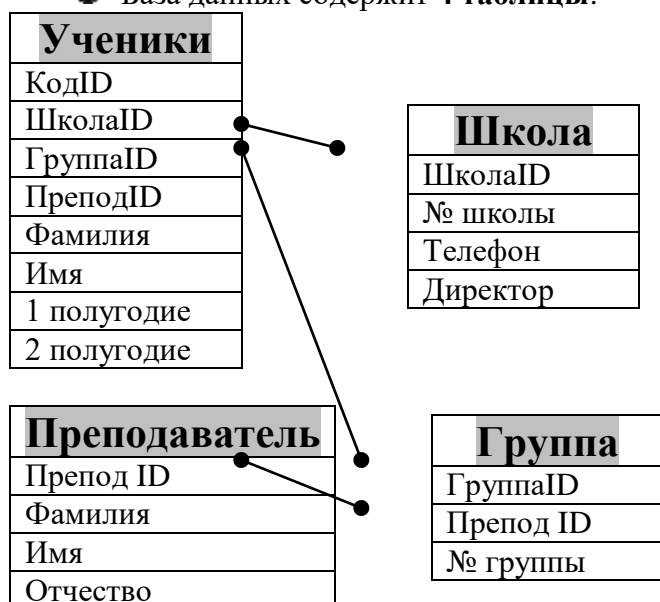 База данных содержит 4 таблицы:
Ученики
КодID
ШколаID
ГруппаID
ПреподID
Фамилия
Имя
1 полугодие
2 полугодие
Школа
ШколаID
№ школы
Телефон
Директор
Преподаватель
Препод ID
Фамилия
Имя
Отчество
Группа
ГруппаID
Препод ID
№ группы